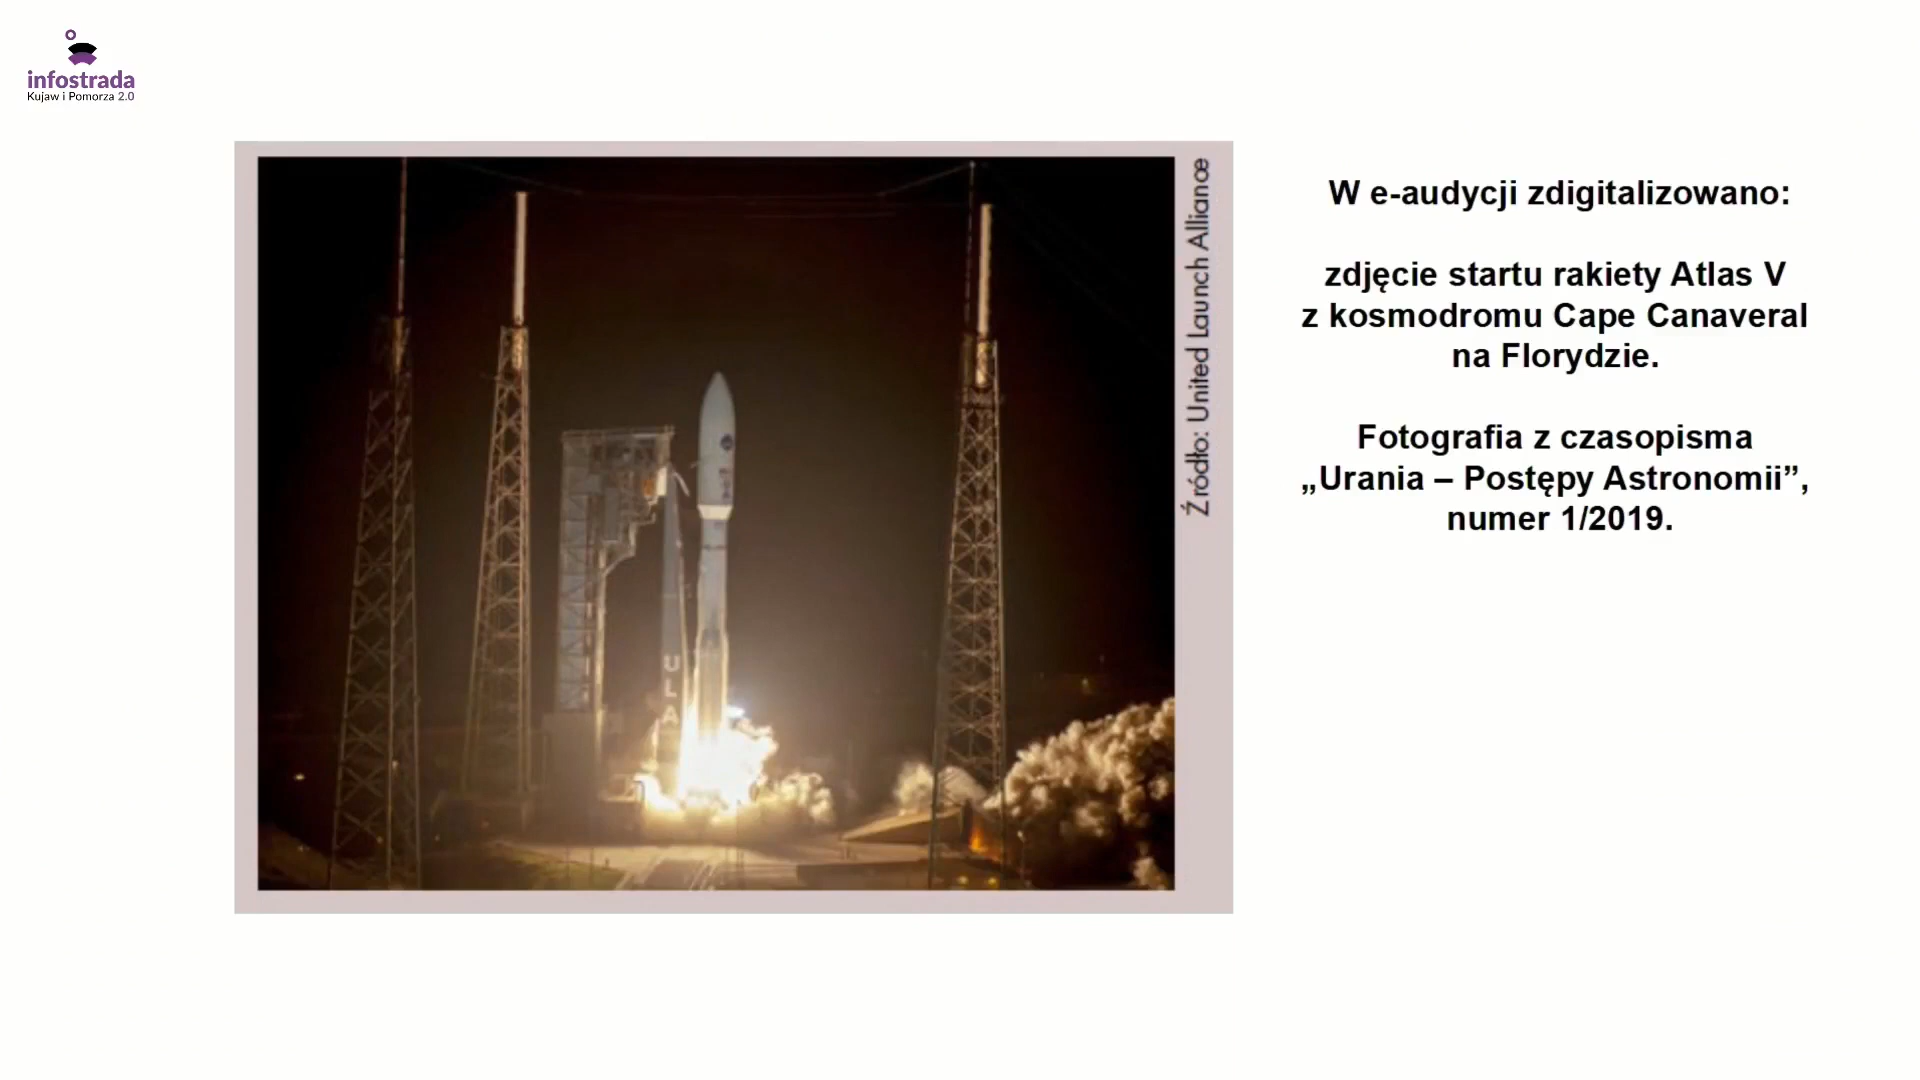 infostrada
Kujaw i Pomorza 2.0
Źródło: United Launch Alliance
ULA
W e-audycji zdigitalizowano:
zdjęcie startu rakiety Atlas V
z kosmodromu Cape Canaveral
na Florydzie.
Fotografia z czasopisma
„Urania – Postępy Astronomii”,
numer 1/2019.